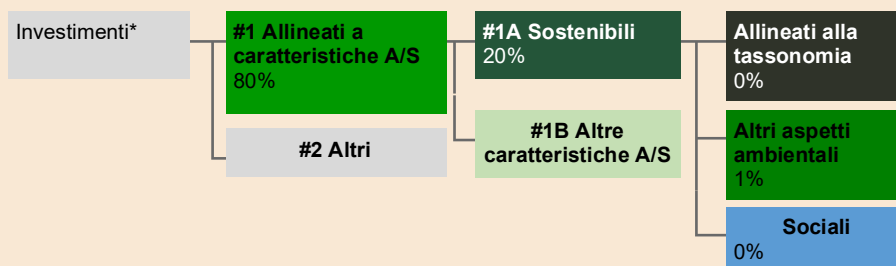 Investimenti*
#1 Allineati a
caratteristiche A/S
80%
#2 Altri
#1A Sostenibili
20%
#1B Altre
caratteristiche A/S
Allineati alla
tassonomia
0%
Altri aspetti
ambientali
1%
Sociali
0%